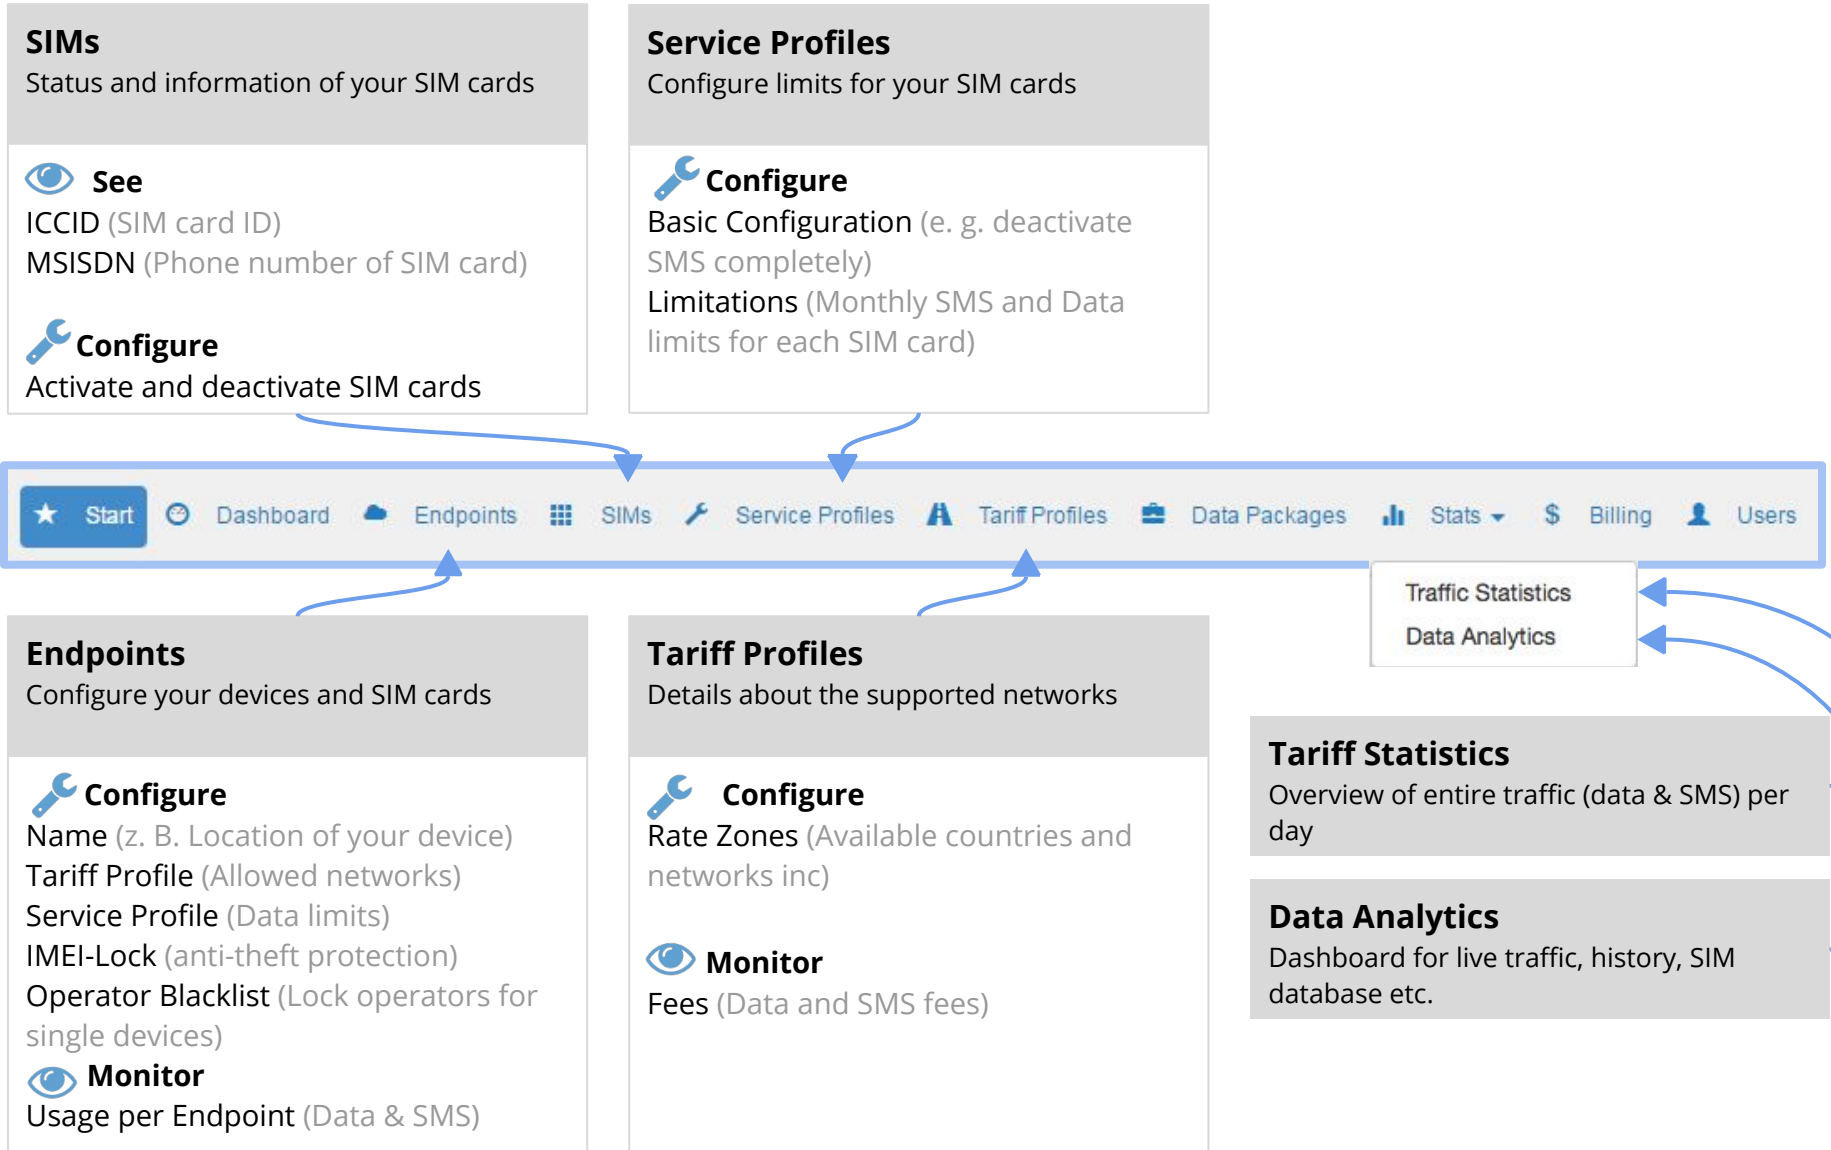 SIMs
Status and information of your SIM cards
See
ICCID (SIM card ID)
MSISDN (Phone number of SIM card)
Configure
Activate and deactivate SIM cards
Service Profiles
Configure limits for your SIM cards
Configure
Basic Configuration (e. g. deactivate
SMS completely)
Limitations (Monthly SMS and Data
limits for each SIM card)
Start Dashboard Endpoints SIMs Service Profiles Tariff Profiles Data Packages Stats $ Billing Users
Traffic Statistics
Data Analytics
Endpoints
Configure your devices and SIM cards
Configure
Name (z. B. Location of your device)
Tariff Profile (Allowed networks)
Service Profile (Data limits)
IMEI-Lock (anti-theft protection)
Operator Blacklist (Lock operators for
single devices)
Monitor
Usage per Endpoint (Data & SMS)
Tariff Profiles
Details about the supported networks
Configure
Rate Zones (Available countries and
networks inc)
Monitor
Fees (Data and SMS fees)
Tariff Statistics
Overview of entire traffic (data & SMS) per
day
Data Analytics
Dashboard for live traffic, history, SIM
database etc.